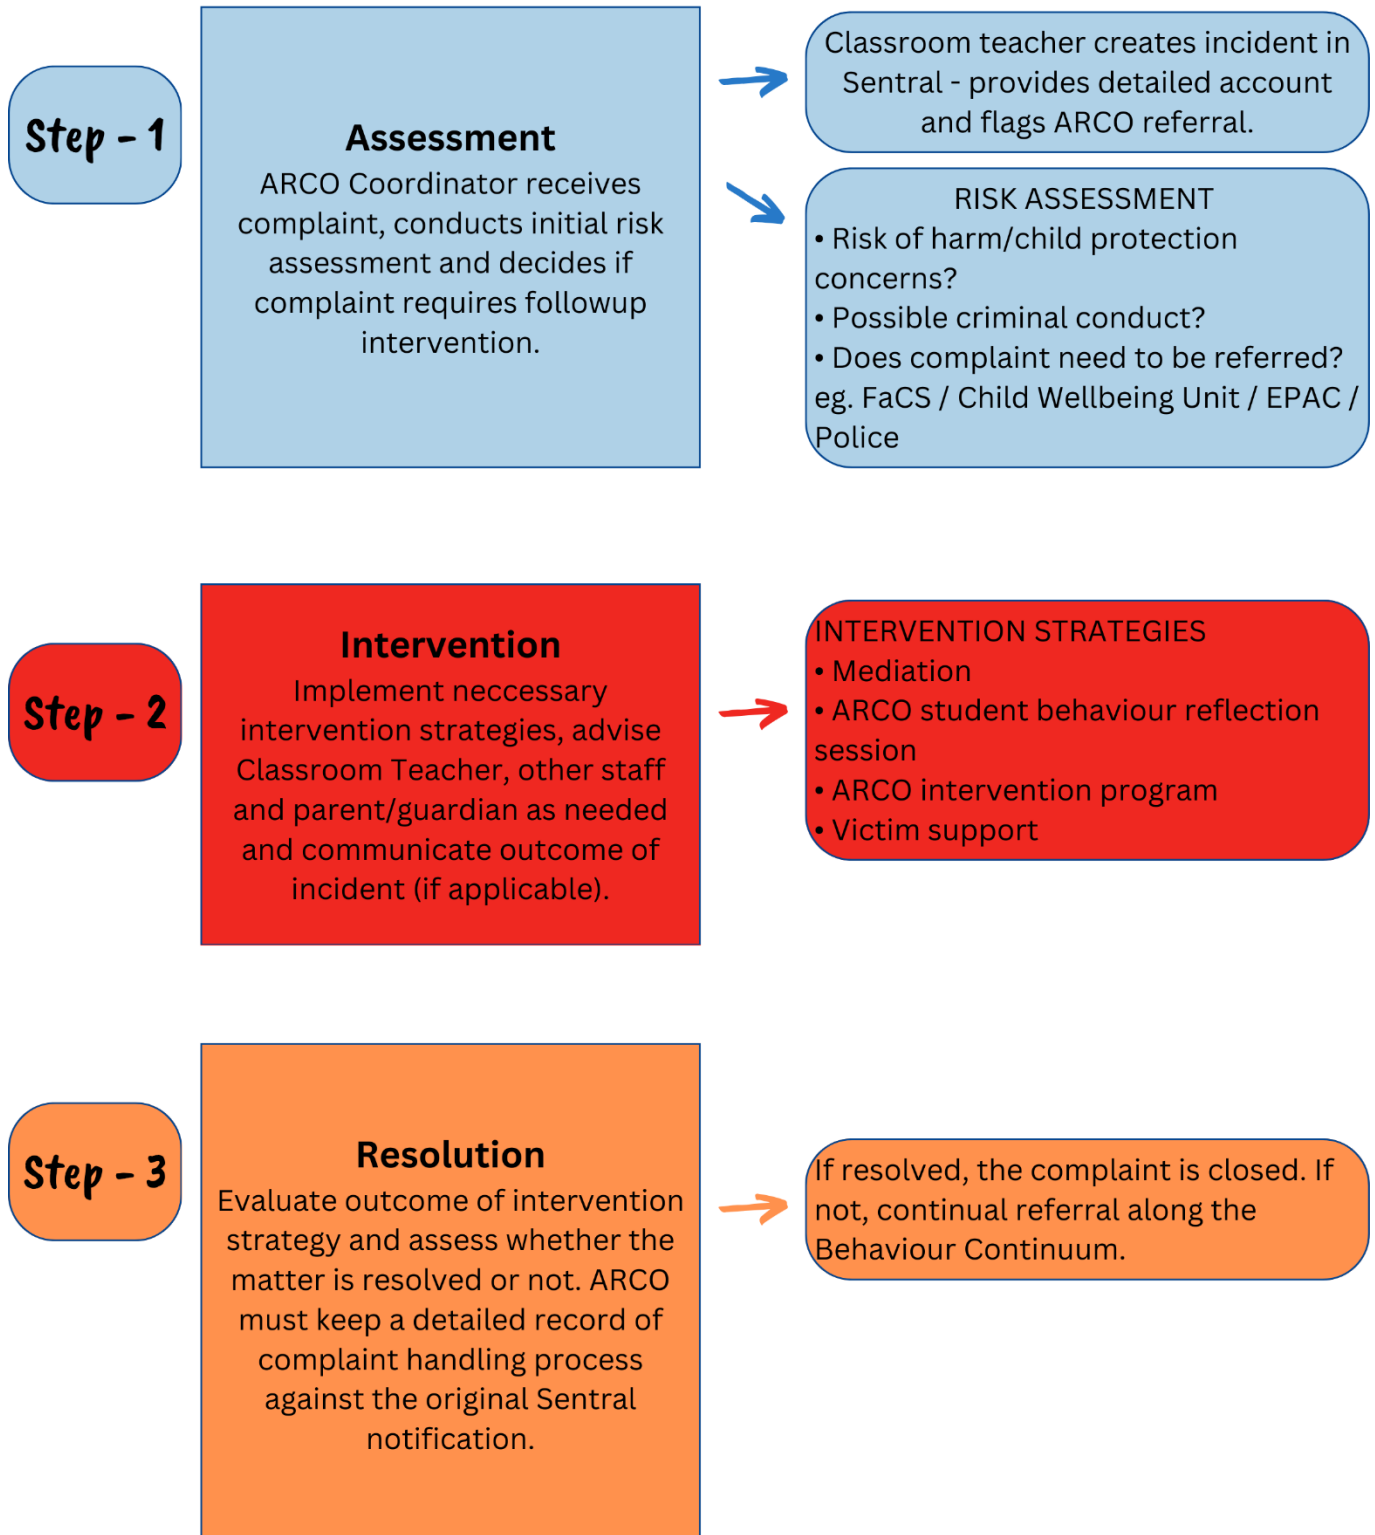 Step - 1
Assessment
ARCO Coordinator receives
complaint, conducts initial risk
assessment and decides if
complaint requires followup
intervention.
Classroom teacher creates incident in
Sentral - provides detailed account
and flags ARCO referral.
RISK ASSESSMENT
• Risk of harm/child protection
concerns?
• Possible criminal conduct?
• Does complaint need to be referred?
eg. FaCS / Child Wellbeing Unit / EPAC /
Police
Step - 2
Intervention
Implement neccessary
intervention strategies, advise
Classroom Teacher, other staff
and parent/guardian as needed
and communicate outcome of
incident (if applicable).
INTERVENTION STRATEGIES
• Mediation
• ARCO student behaviour reflection
session
• ARCO intervention program
• Victim support
Step - 3
Resolution
Evaluate outcome of intervention
strategy and assess whether the
matter is resolved or not. ARCO
must keep a detailed record of
complaint handling process
against the original Sentral
notification.
If resolved, the complaint is closed. If
not, continual referral along the
Behaviour Continuum.